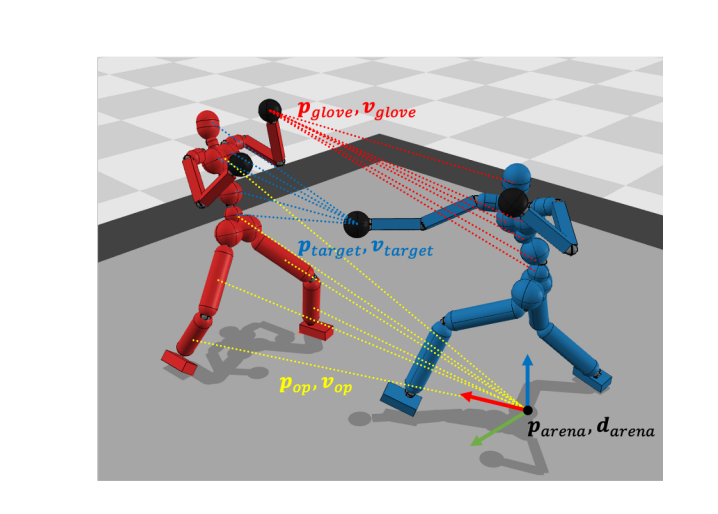 p_glove, v_glove
p_target, v_target
p_op, v_op
p_arena, d_arena